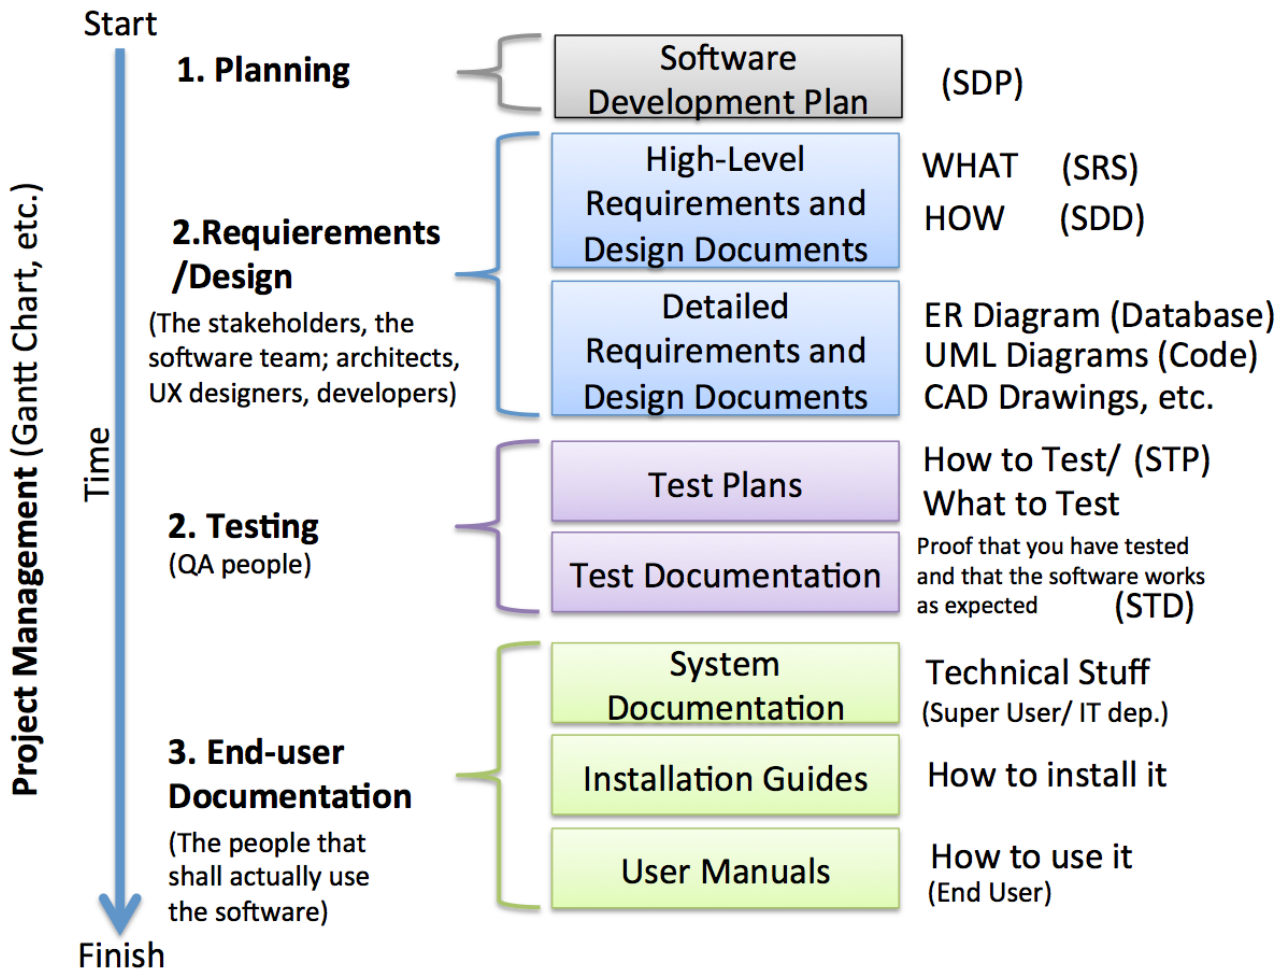 Start
Project Management (Gantt Chart, etc.)
Time
Finish
1. Planning
Software
Development Plan
(SDP)
2.Requierements
/Design
(The stakeholders, the
software team; architects,
UX designers, developers)
High-Level
Requirements and
Design Documents
WHAT (SRS)
HOW (SDD)
Detailed
Requirements and
Design Documents
ER Diagram (Database)
UML Diagrams (Code)
CAD Drawings, etc.
2. Testing
(QA people)
Test Plans
How to Test/ (STP)
What to Test
Test Documentation
Proof that you have tested
and that the software works
as expected (STD)
3. End-user
Documentation
(The people that
shall actually use
the software)
System
Documentation
Technical Stuff
(Super User/ IT dep.)
Installation Guides
How to install it
User Manuals
How to use it
(End User)